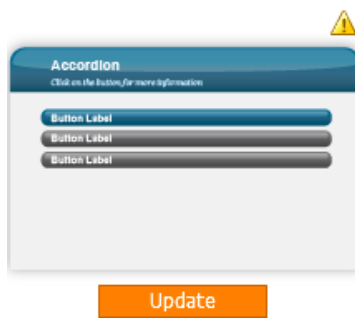 Accordion
Click on the button for more information
Button Label
Button Label
Button Label
Update